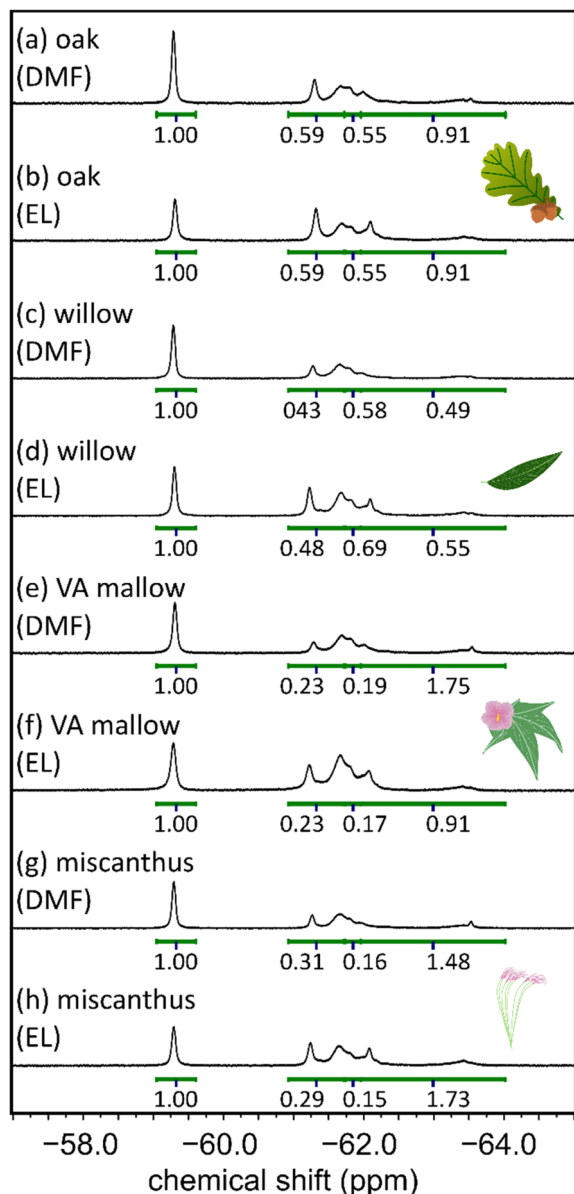 (a) oak
(DMF)
1.00 0.59 0.55 0.91
(b) oak
(EL)
1.00 0.59 0.55 0.91
(c) willow
(DMF)
1.00 043 0.58 0.49
(d) willow
(EL)
1.00 0.48 0.69 0.55
(e) VA mallow
(DMF)
1.00 0.23 0.19 1.75
(f) VA mallow
(EL)
1.00 0.23 0.17 0.91
(g) miscanthus
(DMF)
1.00 0.31 0.16 1.48
(h) miscanthus
(EL)
1.00 0.29 0.15 1.73
−58.0 −60.0 −62.0 −64.0
chemical shift (ppm)